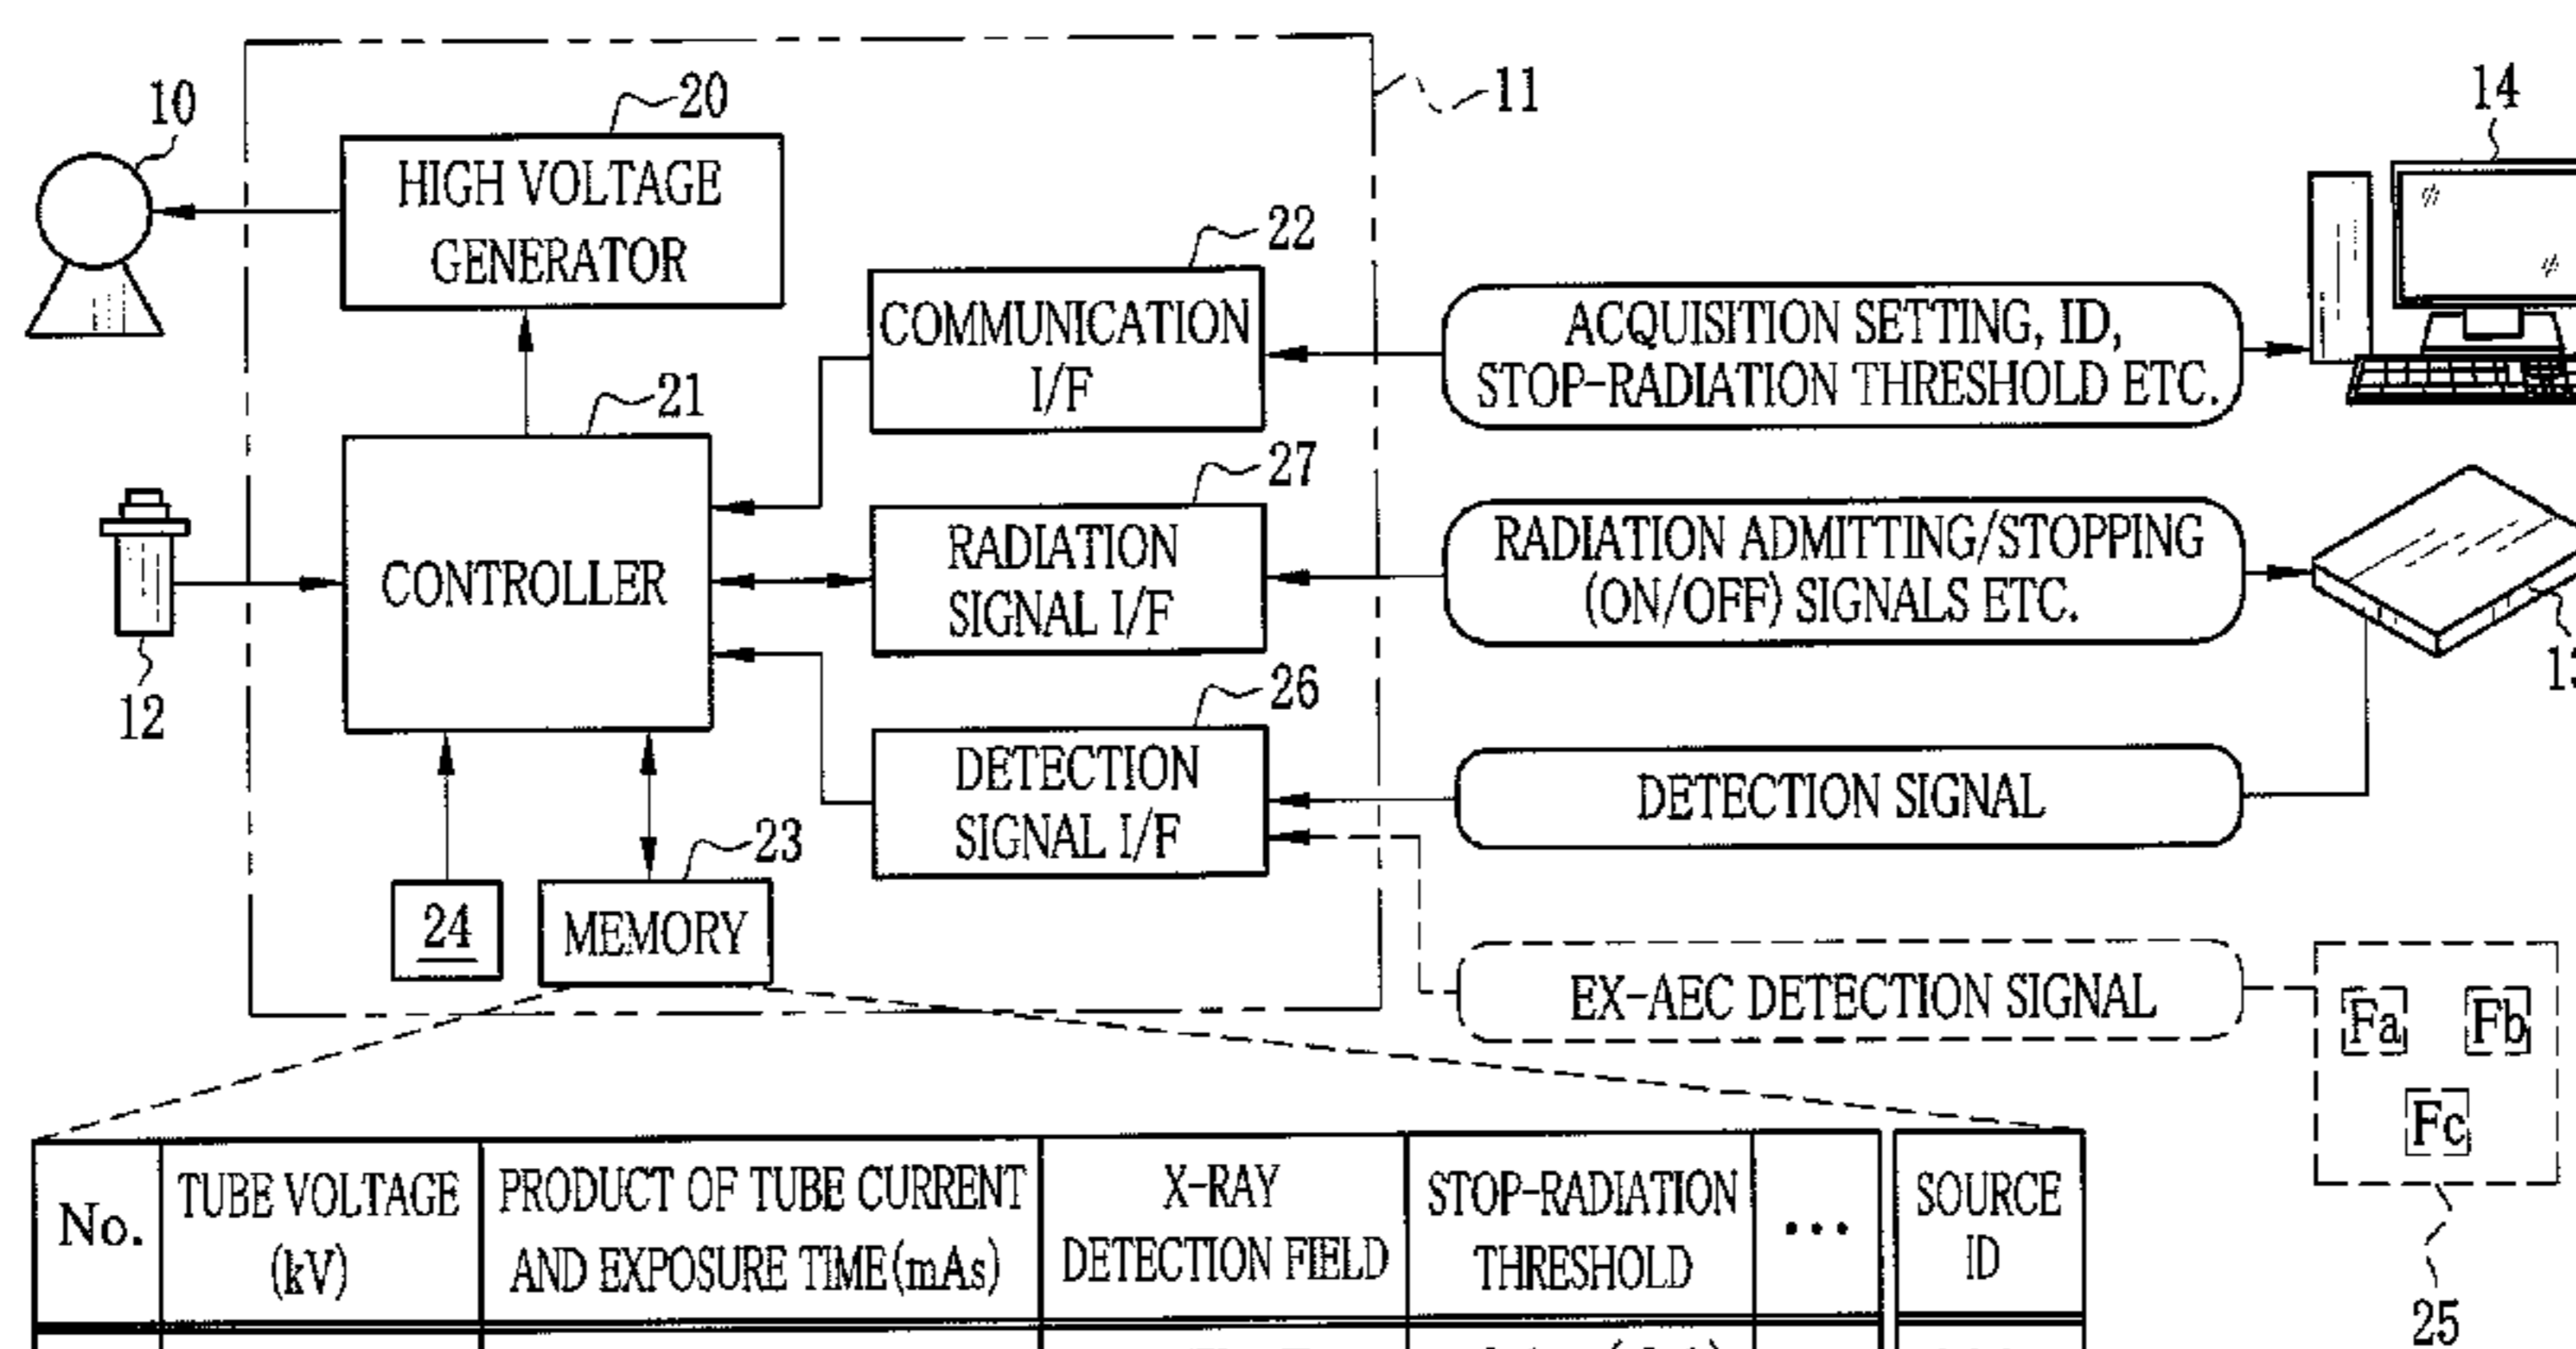 10
20
11
14
HIGH VOLTAGE
GENERATOR
22
COMMUNICATION
I/F
ACQUISITION SETTING, ID,
STOP-RADIATION THRESHOLD ETC.
21
27
CONTROLLER
RADIATION
SIGNAL I/F
RADIATION ADMITTING/STOPPING
(ON/OFF) SIGNALS ETC.
12
26
DETECTION
SIGNAL I/F
DETECTION SIGNAL
23
24
MEMORY
EX-AEC DETECTION SIGNAL
Fa
Fb
Fc
25
No.
TUBE VOLTAGE
(kV)
PRODUCT OF TUBE CURRENT
AND EXPOSURE TIME(mAs)
X-RAY
DETECTION FIELD
STOP-RADIATION
THRESHOLD
...
SOURCE
ID